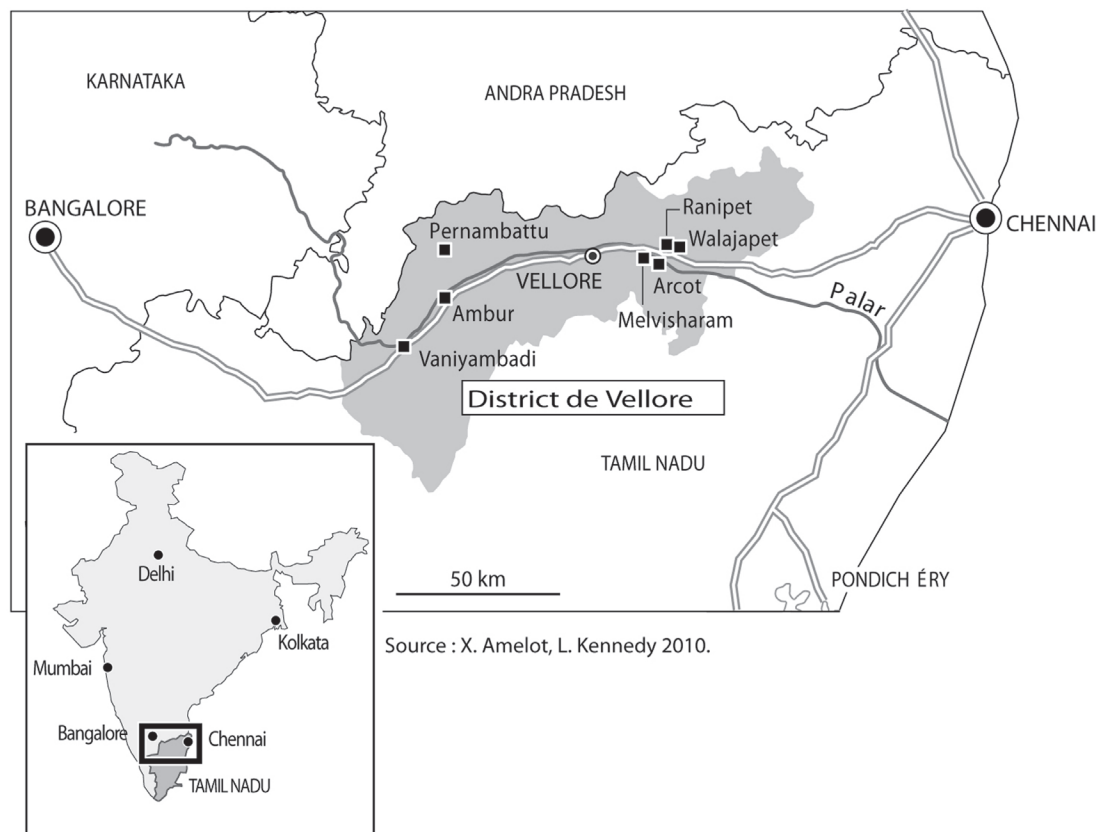 KARNATAKA
ANDRA PRADESH
BANGALORE
Ranipet
CHENNAI
Pernambattu
Walajapet
VELLORE
Arcot
Ambur
Palar
Melvisharam
Vaniyambadi
District de Vellore
TAMIL NADU
50 km
PONDICH ÉRY
Delhi
Kolkata
Source : X. Amelot, L. Kennedy 2010.
Mumbai
Bangalore
Chennai
TAMIL NADU